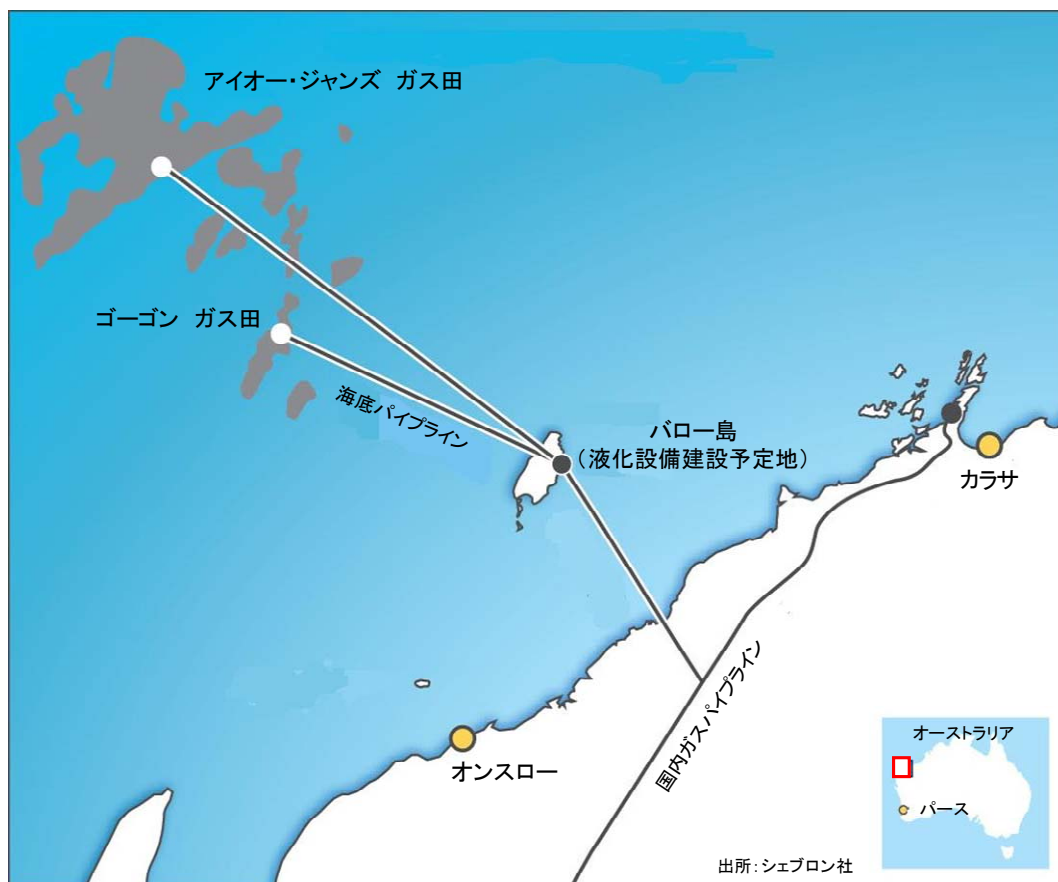 アイオー・ジャンズ ガス田
ゴーゴン ガス田
海底パイプライン
バロー島
(液化設備建設予定地)
カラサ
国内ガスパイプライン
オンスロー
オーストラリア
パース
出所:シェブロン社